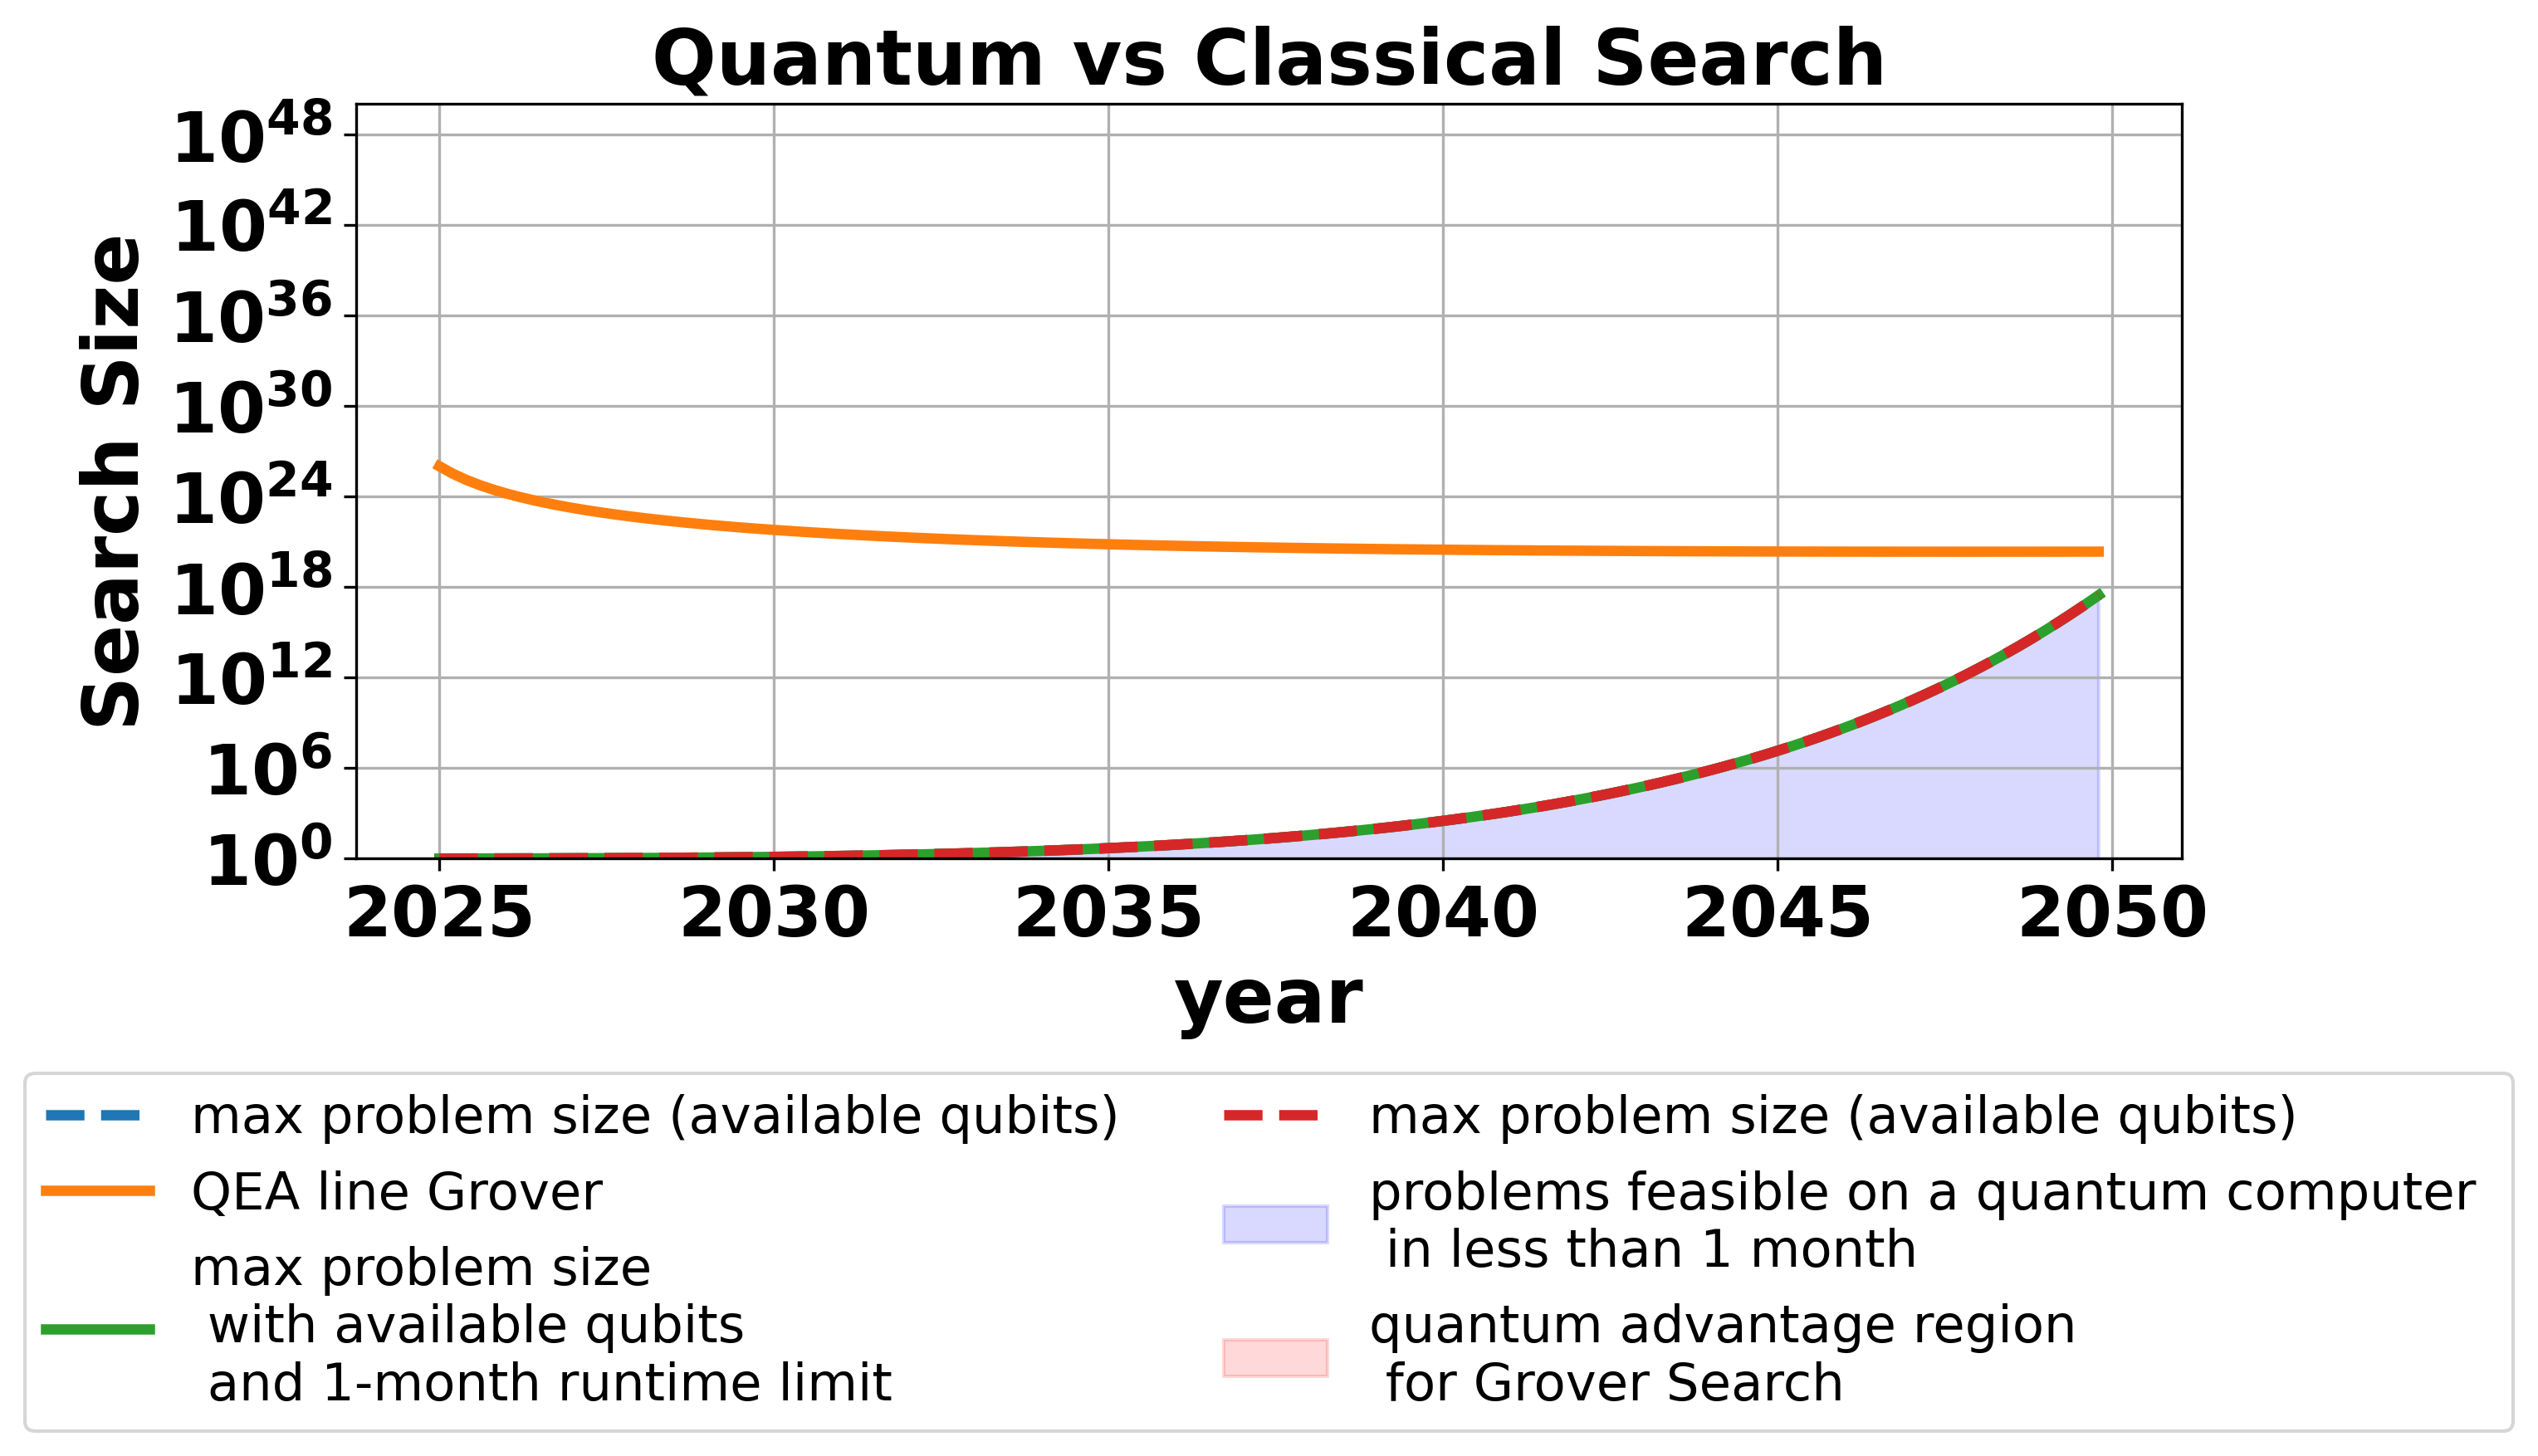 Quantum vs Classical Search
Search Size
10^48
10^42
10^36
10^30
10^24
10^18
10^12
10^6
10^0
2025 2030 2035 2040 2045 2050
year
max problem size (available qubits)
QEA line Grover
max problem size
with available qubits
and 1-month runtime limit
max problem size (available qubits)
problems feasible on a quantum computer
in less than 1 month
quantum advantage region
for Grover Search